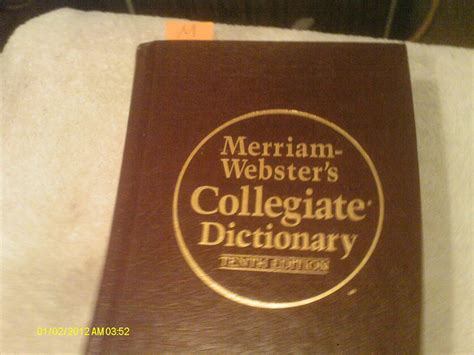 M
Merriam-
Webster's
Collegiate®
Dictionary
TENTH EDITION
01/02/2012 AM 03:52